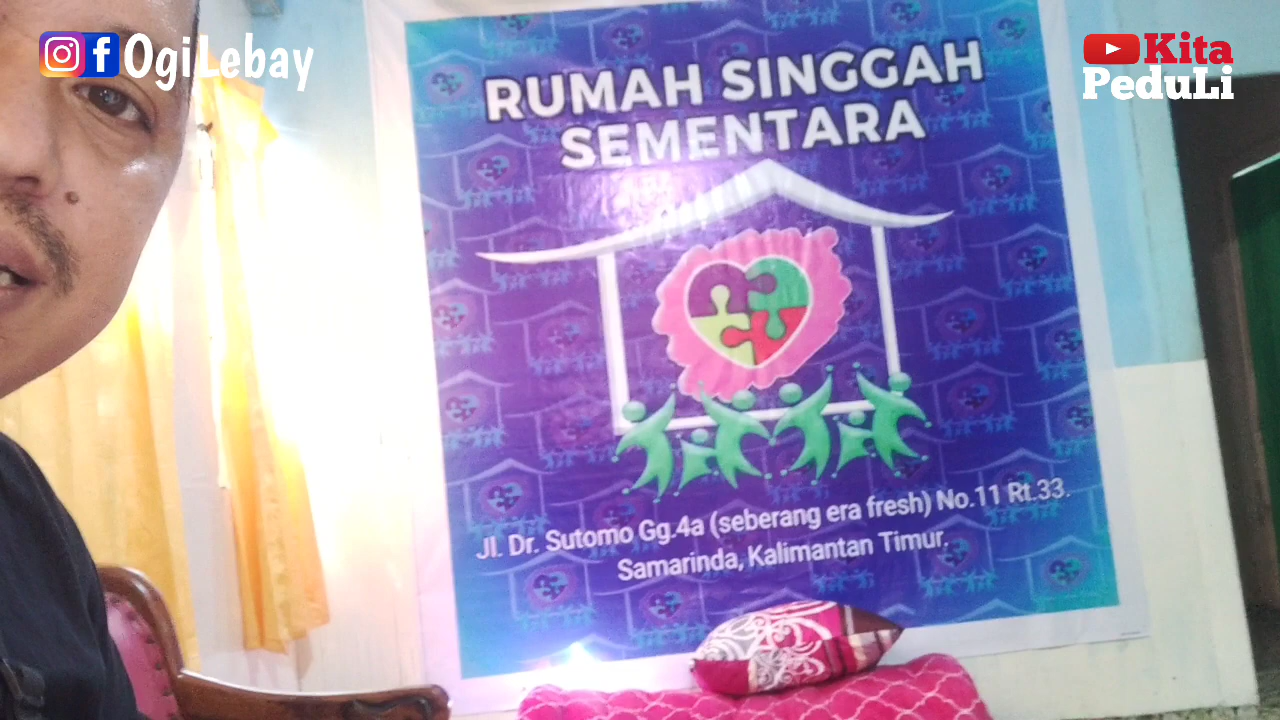 OgiLebay
Kita
PeduLi
RUMAH SINGGAH
SEMENTARA
Jl. Dr. Sutomo Gg.4a (seberang era fresh) No.11 Rt.33.
Samarinda, Kalimantan Timur.